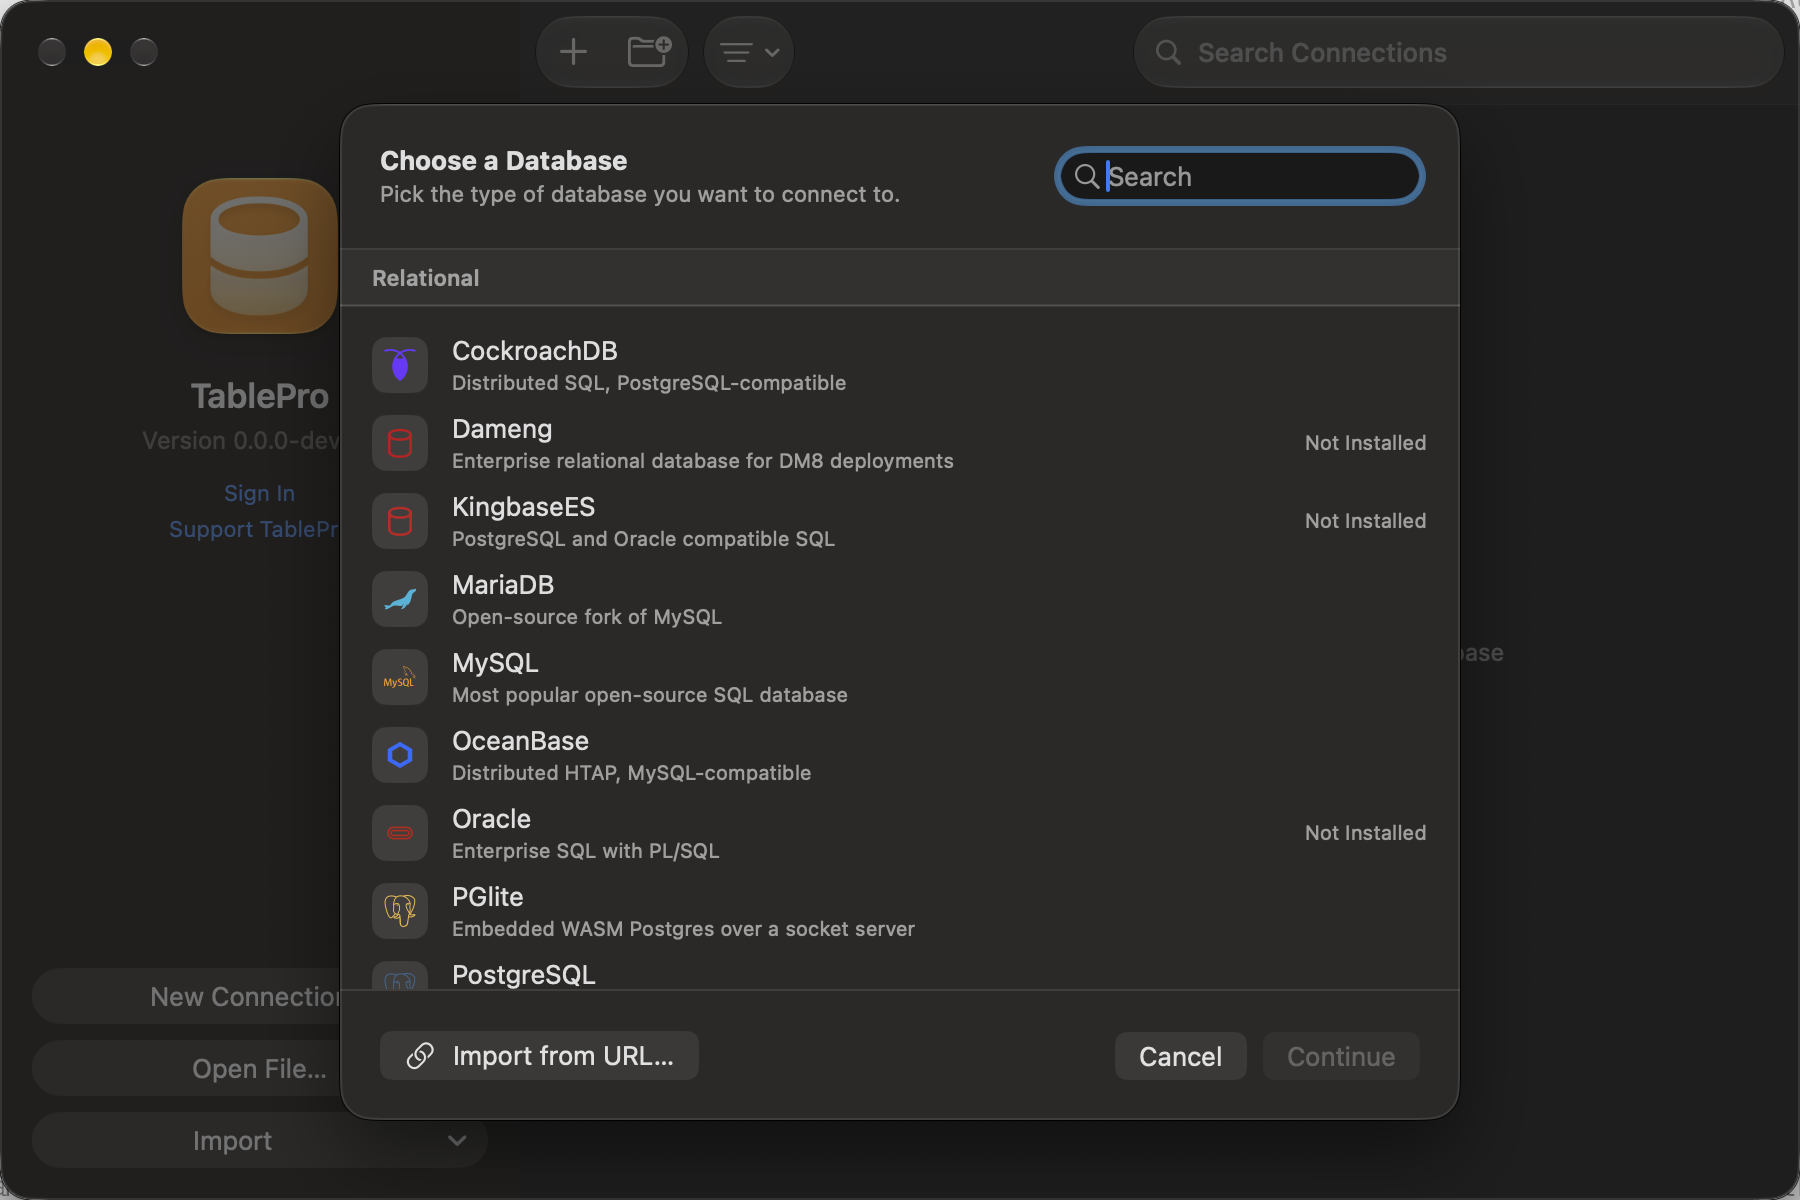 Search Connections
Choose a Database
Pick the type of database you want to connect to.
Search
Relational
CockroachDB
Distributed SQL, PostgreSQL-compatible
Dameng
Enterprise relational database for DM8 deployments
Not Installed
KingbaseES
PostgreSQL and Oracle compatible SQL
Not Installed
MariaDB
Open-source fork of MySQL
MySQL
MySQL
Most popular open-source SQL database
OceanBase
Distributed HTAP, MySQL-compatible
Oracle
Enterprise SQL with PL/SQL
Not Installed
PGlite
Embedded WASM Postgres over a socket server
PostgreSQL
Import from URL...
Cancel
Continue
TablePro
Version 0.0.0-dev
Sign In
Support TablePr
New Connection
Open File...
Import